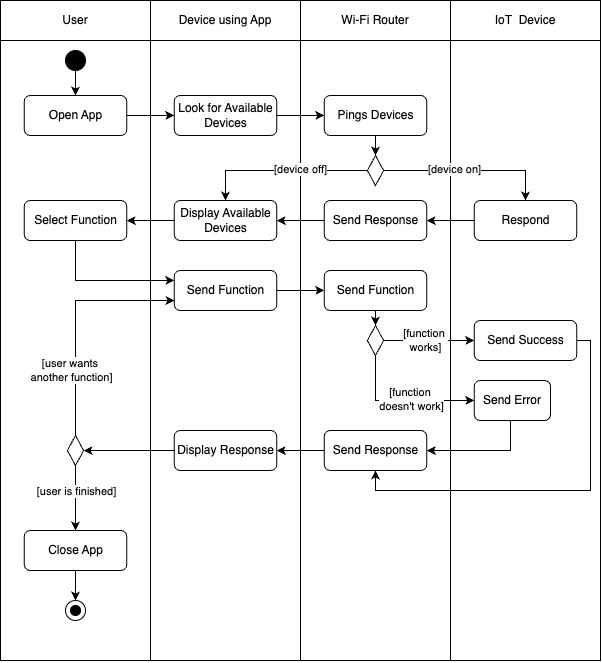 User
Device using App
Wi-Fi Router
IoT Device
Open App
Look for Available
Devices
Pings Devices
[device off]
[device on]
Select Function
Display Available
Devices
Send Response
Respond
Send Function
Send Function
[function
works]
Send Success
[user wants
another function]
[function
doesn't work]
Send Error
Display Response
Send Response
[user is finished]
Close App